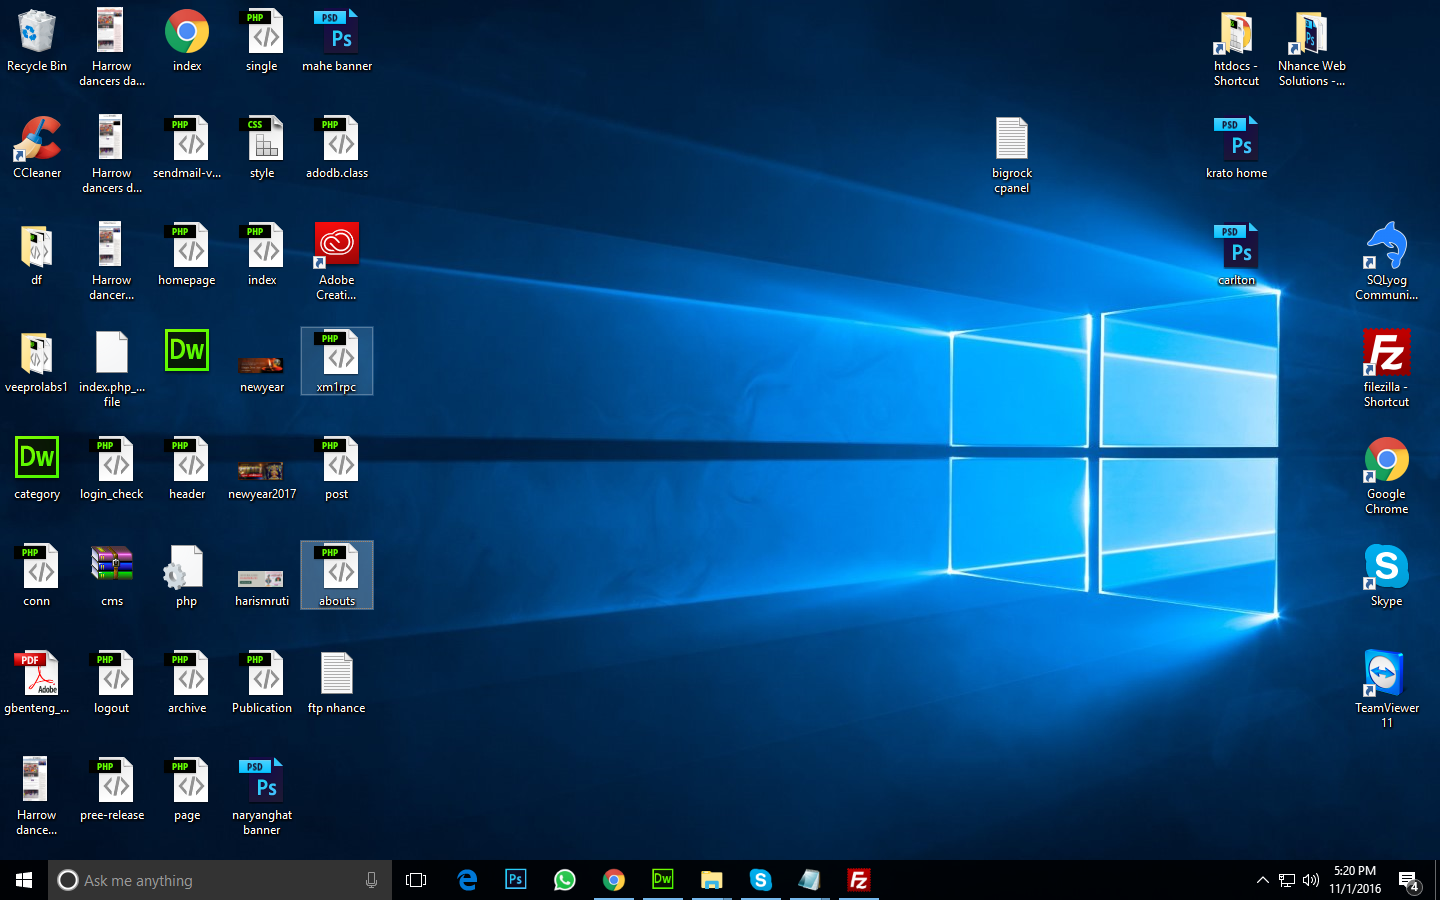 Recycle Bin
Harrow
dancers da...
index
PHP
single
PSD
Ps
mahe banner
htdocs -
Shortcut
Nhance Web
Solutions -...
CCleaner
Harrow
dancers d...
PHP
sendmail-v...
CSS
style
PHP
adodb.class
bigrock
cpanel
PSD
Ps
krato home
df
Harrow
dancer...
PHP
homepage
PHP
index
Adobe
Creati...
PSD
Ps
carlton
SQLyog
Communi...
veeprolabs1
index.php_...
file
Dw
newyear
PHP
xm1rpc
Fz
filezilla -
Shortcut
Dw
category
PHP
login_check
PHP
header
newyear2017
PHP
post
Google
Chrome
PHP
conn
cms
php
harismruti
PHP
abouts
S
Skype
PDF
Adobe
gbenteng_...
PHP
logout
PHP
archive
PHP
Publication
ftp nhance
TeamViewer
11
Harrow
dance...
PHP
pree-release
PHP
page
PSD
Ps
naryanghat
banner
Ask me anything
Ps
Dw
S
Fz
5:20 PM
11/1/2016
4